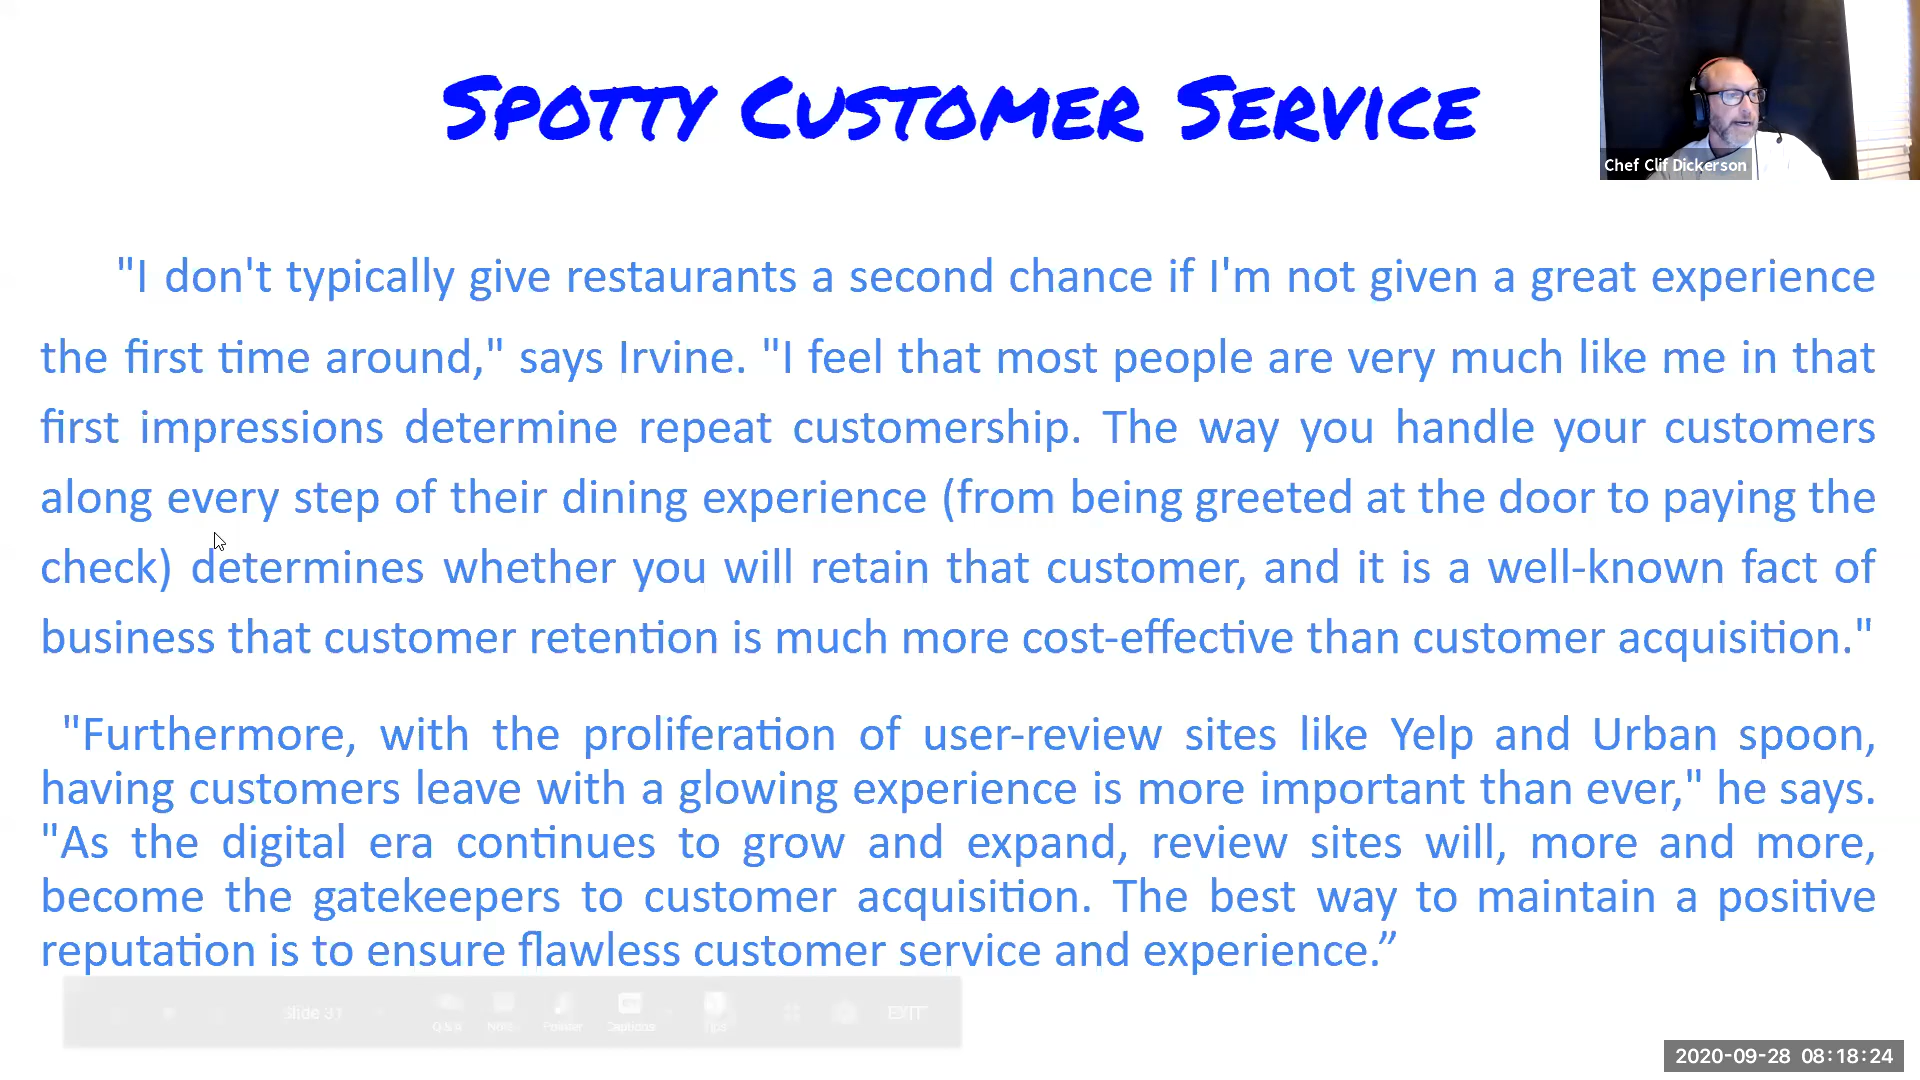 Spotty Customer Service
Chef Clif Dickerson
"I don't typically give restaurants a second chance if I'm not given a great experience
the first time around," says Irvine. "I feel that most people are very much like me in that
first impressions determine repeat customership. The way you handle your customers
along every step of their dining experience (from being greeted at the door to paying the
check) determines whether you will retain that customer, and it is a well-known fact of
business that customer retention is much more cost-effective than customer acquisition."
"Furthermore, with the proliferation of user-review sites like Yelp and Urban spoon,
having customers leave with a glowing experience is more important than ever," he says.
"As the digital era continues to grow and expand, review sites will, more and more,
become the gatekeepers to customer acquisition. The best way to maintain a positive
reputation is to ensure flawless customer service and experience.”
slide 31
Q&A Pointer Captions Tips EXIT
2020-09-28 08:18:24